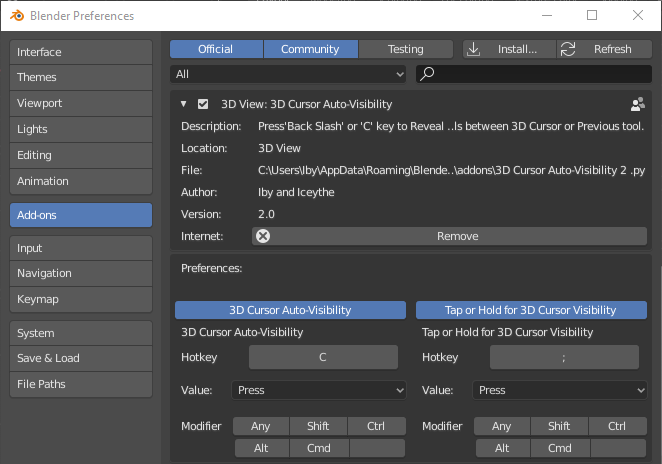 Blender Preferences
Interface
Themes
Viewport
Lights
Editing
Animation
Add-ons
Input
Navigation
Keymap
System
Save & Load
File Paths
Official Community Testing Install... Refresh
All
3D View: 3D Cursor Auto-Visibility
Description: Press'Back Slash' or 'C' key to Reveal ..ls between 3D Cursor or Previous tool.
Location: 3D View
File: C:\Users\Iby\AppData\Roaming\Blende..\addons\3D Cursor Auto-Visibility 2 .py
Author: Iby and Iceythe
Version: 2.0
Internet: Remove
Preferences:
3D Cursor Auto-Visibility Tap or Hold for 3D Cursor Visibility
3D Cursor Auto-Visibility Tap or Hold for 3D Cursor Visibility
Hotkey C Hotkey ;
Value: Press Value: Press
Modifier Any Shift Ctrl Modifier Any Shift Ctrl
Alt Cmd Alt Cmd